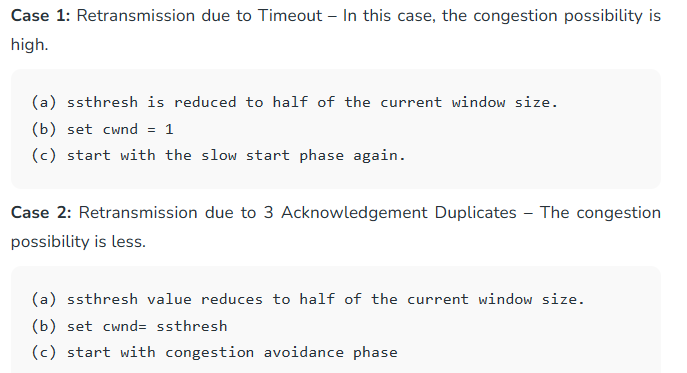 Case 1: Retransmission due to Timeout – In this case, the congestion possibility is
high.
(a) ssthresh is reduced to half of the current window size.
(b) set cwnd = 1
(c) start with the slow start phase again.
Case 2: Retransmission due to 3 Acknowledgement Duplicates – The congestion
possibility is less.
(a) ssthresh value reduces to half of the current window size.
(b) set cwnd= ssthresh
(c) start with congestion avoidance phase